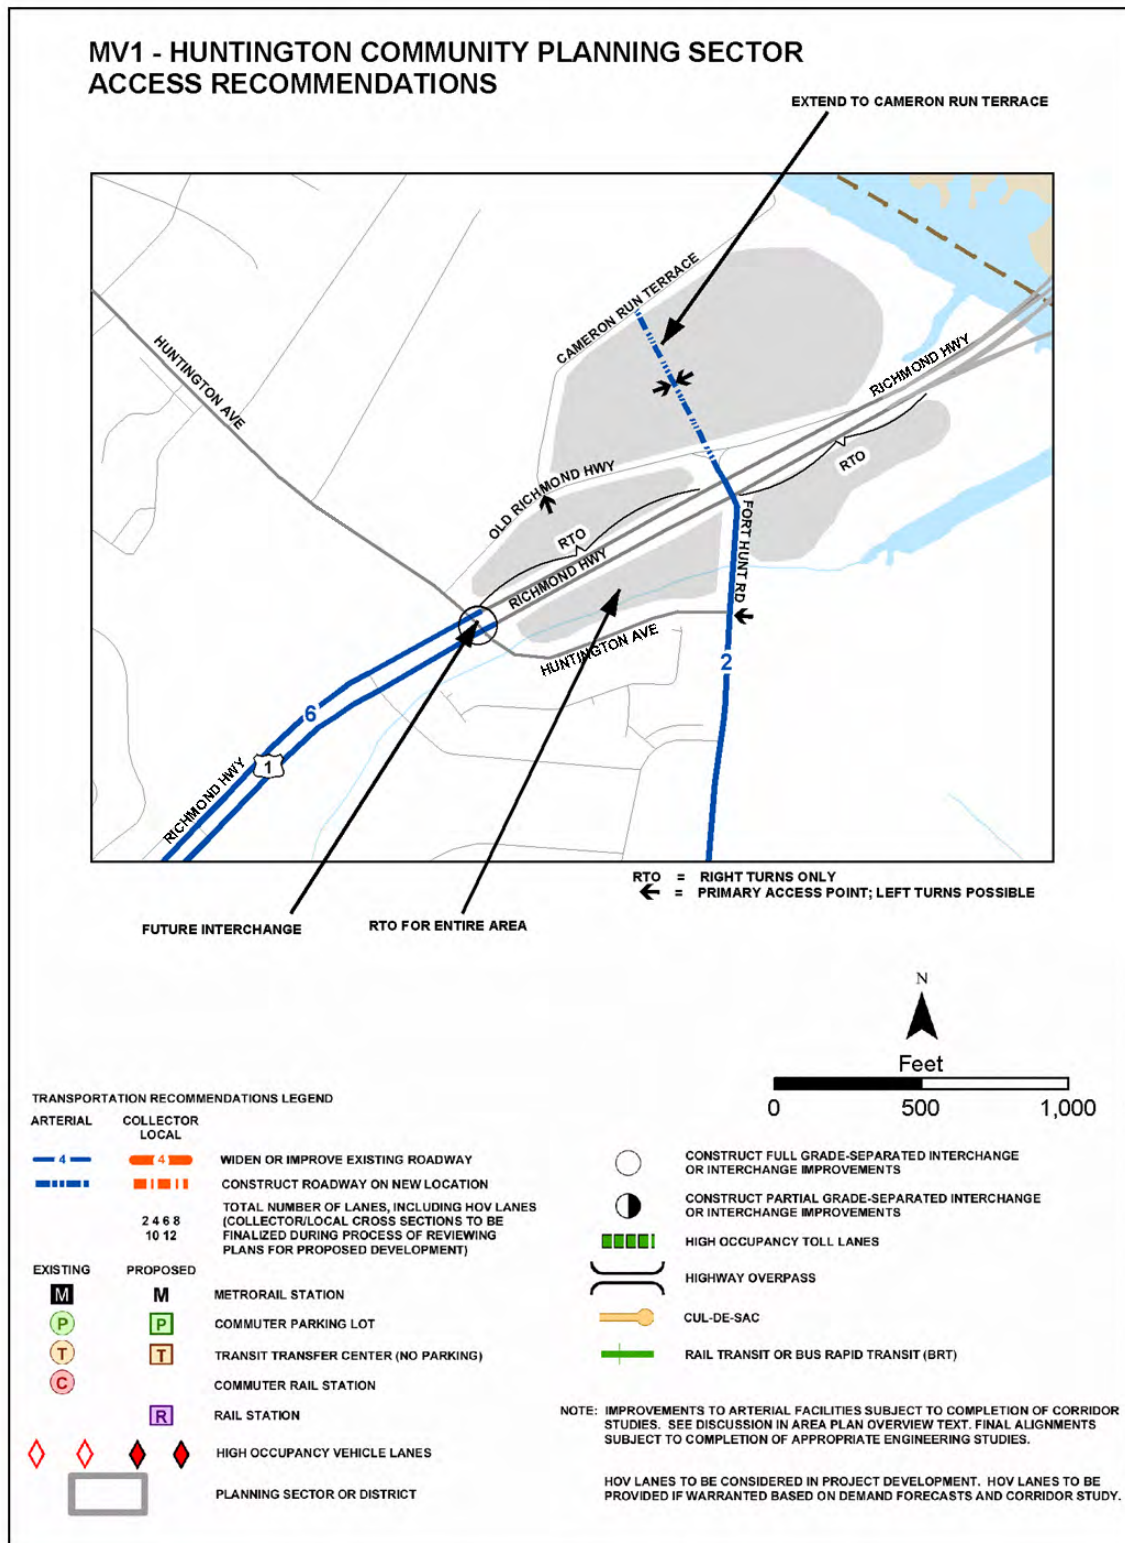 MV1 - HUNTINGTON COMMUNITY PLANNING SECTOR
ACCESS RECOMMENDATIONS
EXTEND TO CAMERON RUN TERRACE
CAMERON RUN TERRACE
HUNTINGTON AVE
RICHMOND HWY
OLD RICHMOND HWY
RTO
RTO
RICHMOND HWY
FORT HUNT RD
HUNTINGTON AVE
2
6
1
RICHMOND HWY
RTO = RIGHT TURNS ONLY
= PRIMARY ACCESS POINT; LEFT TURNS POSSIBLE
FUTURE INTERCHANGE
RTO FOR ENTIRE AREA
N
Feet
0 500 1,000
TRANSPORTATION RECOMMENDATIONS LEGEND
ARTERIAL COLLECTOR
LOCAL
4 4 WIDEN OR IMPROVE EXISTING ROADWAY
CONSTRUCT ROADWAY ON NEW LOCATION
TOTAL NUMBER OF LANES, INCLUDING HOV LANES
2 4 6 8 (COLLECTOR/LOCAL CROSS SECTIONS TO BE
10 12 FINALIZED DURING PROCESS OF REVIEWING
PLANS FOR PROPOSED DEVELOPMENT)
EXISTING PROPOSED
M M METRORAIL STATION
P P COMMUTER PARKING LOT
T T TRANSIT TRANSFER CENTER (NO PARKING)
C COMMUTER RAIL STATION
R RAIL STATION
HIGH OCCUPANCY VEHICLE LANES
PLANNING SECTOR OR DISTRICT
CONSTRUCT FULL GRADE-SEPARATED INTERCHANGE
OR INTERCHANGE IMPROVEMENTS
CONSTRUCT PARTIAL GRADE-SEPARATED INTERCHANGE
OR INTERCHANGE IMPROVEMENTS
HIGH OCCUPANCY TOLL LANES
HIGHWAY OVERPASS
CUL-DE-SAC
RAIL TRANSIT OR BUS RAPID TRANSIT (BRT)
NOTE: IMPROVEMENTS TO ARTERIAL FACILITIES SUBJECT TO COMPLETION OF CORRIDOR
STUDIES. SEE DISCUSSION IN AREA PLAN OVERVIEW TEXT. FINAL ALIGNMENTS
SUBJECT TO COMPLETION OF APPROPRIATE ENGINEERING STUDIES.
HOV LANES TO BE CONSIDERED IN PROJECT DEVELOPMENT. HOV LANES TO BE
PROVIDED IF WARRANTED BASED ON DEMAND FORECASTS AND CORRIDOR STUDY.